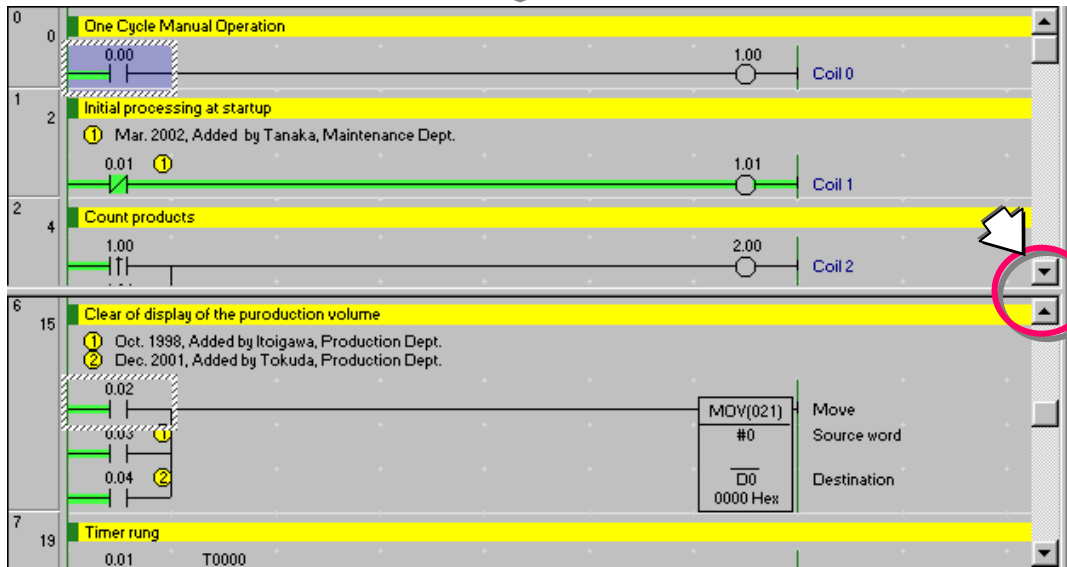 0
0
One Cycle Manual Operation
0.00
1.00
Coil 0
1
2
Initial processing at startup
1 Mar. 2002, Added by Tanaka, Maintenance Dept.
0.01 1
1.01
Coil 1
2
4
Count products
1.00
2.00
Coil 2
6
15
Clear of display of the puroduction volume
1 Oct. 1998, Added by Itoigawa, Production Dept.
2 Dec. 2001, Added by Tokuda, Production Dept.
0.02
MOV(021) Move
0.03 1
#0 Source word
0.04 2
D0 Destination
0000 Hex
7
19
Timer rung
0.01 T0000